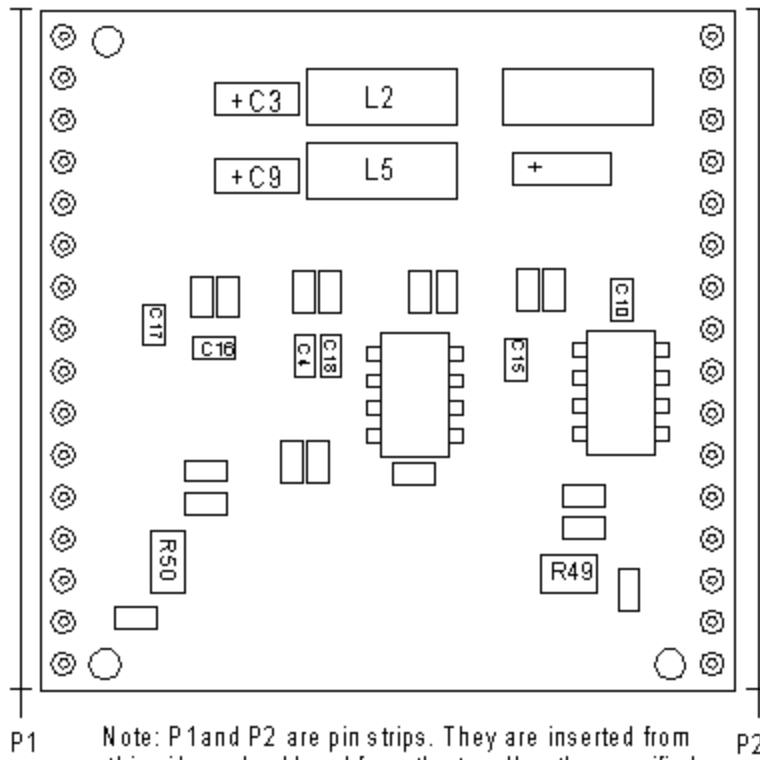 +C3
L2
+C9
L5
+
C17
C16
C4
C18
C15
C10
R50
R49
P1
Note: P1and P2 are pin strips. They are inserted from
P2